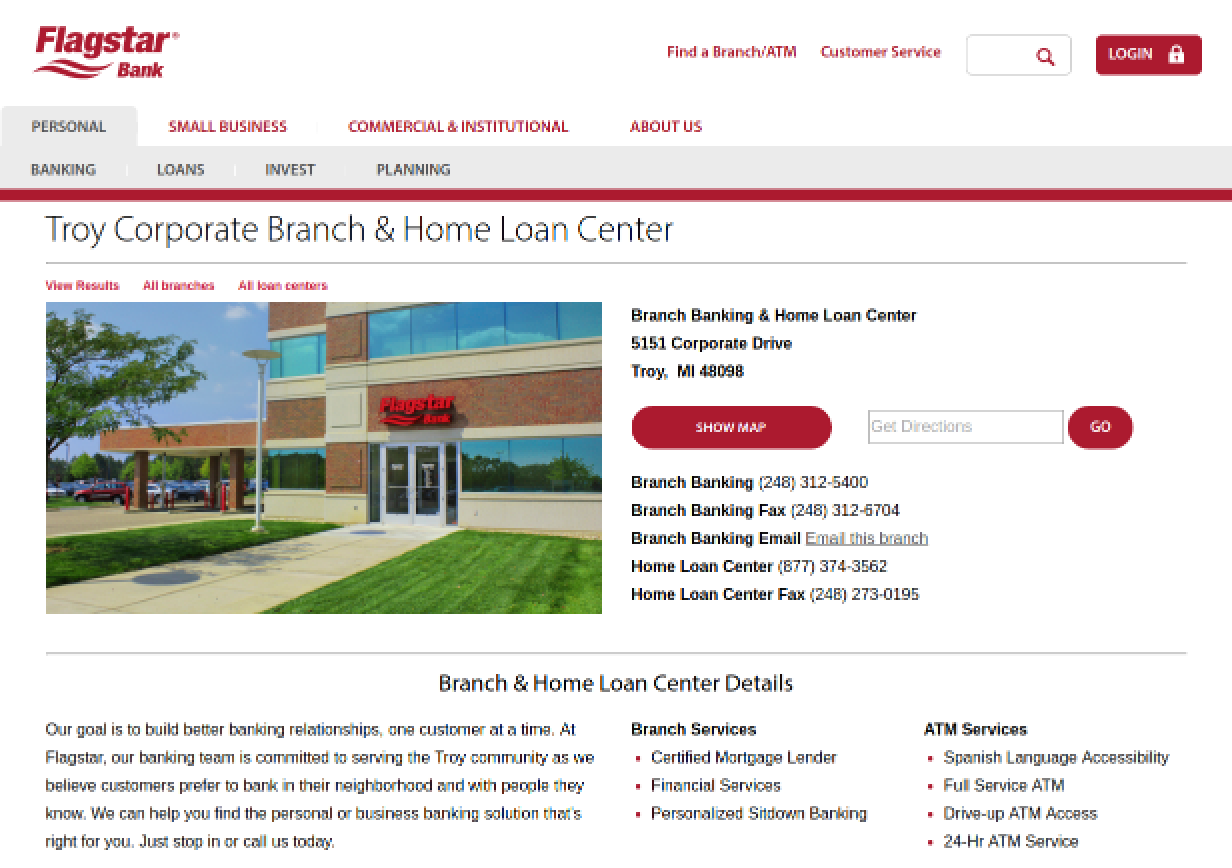 Flagstar®
Bank
Find a Branch/ATM Customer Service LOGIN
PERSONAL SMALL BUSINESS COMMERCIAL & INSTITUTIONAL ABOUT US
BANKING LOANS INVEST PLANNING
Troy Corporate Branch & Home Loan Center
View Results All branches All loan centers
Flagstar
Bank
Branch Banking & Home Loan Center
5151 Corporate Drive
Troy, MI 48098
SHOW MAP Get Directions GO
Branch Banking (248) 312-5400
Branch Banking Fax (248) 312-6704
Branch Banking Email Email this branch
Home Loan Center (877) 374-3562
Home Loan Center Fax (248) 273-0195
Branch & Home Loan Center Details
Our goal is to build better banking relationships, one customer at a time. At
Flagstar, our banking team is committed to serving the Troy community as we
believe customers prefer to bank in their neighborhood and with people they
know. We can help you find the personal or business banking solution that's
right for you. Just stop in or call us today.
Branch Services
• Certified Mortgage Lender
• Financial Services
• Personalized Sitdown Banking
ATM Services
• Spanish Language Accessibility
• Full Service ATM
• Drive-up ATM Access
• 24-Hr ATM Service